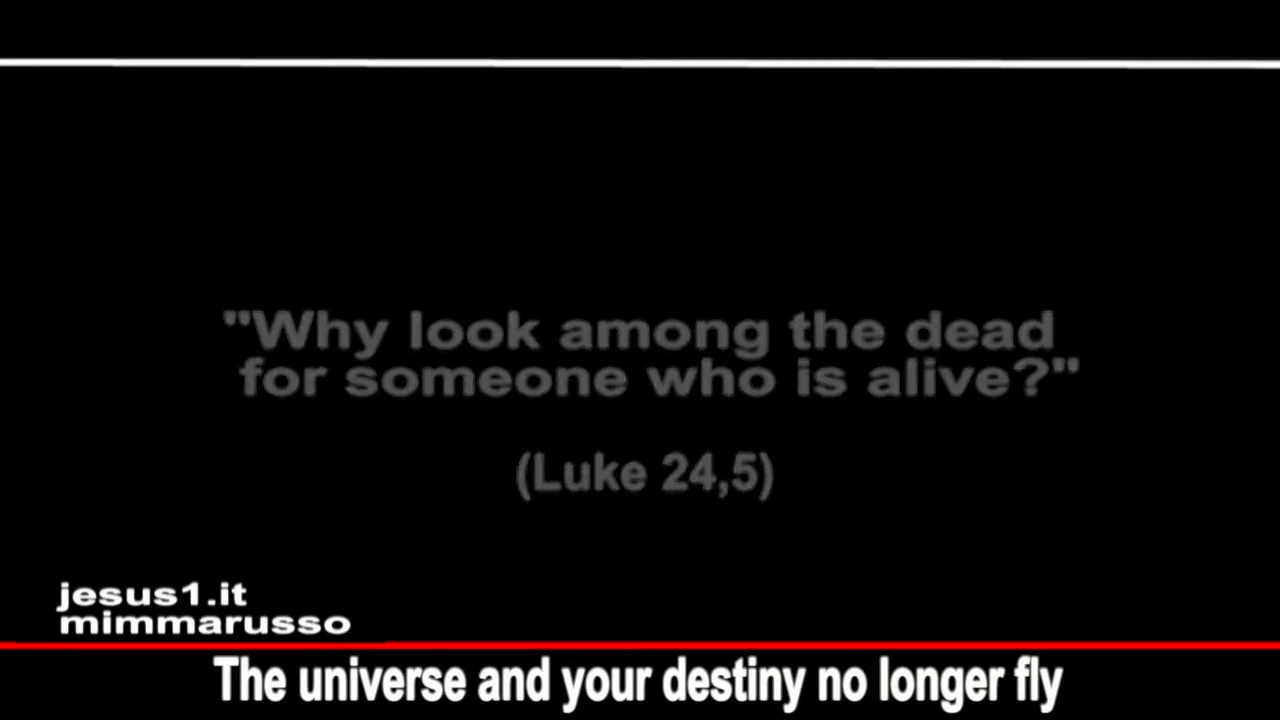 "Why look among the dead
for someone who is alive?"
(Luke 24,5)
jesus1.it
mimmarusso
The universe and your destiny no longer fly